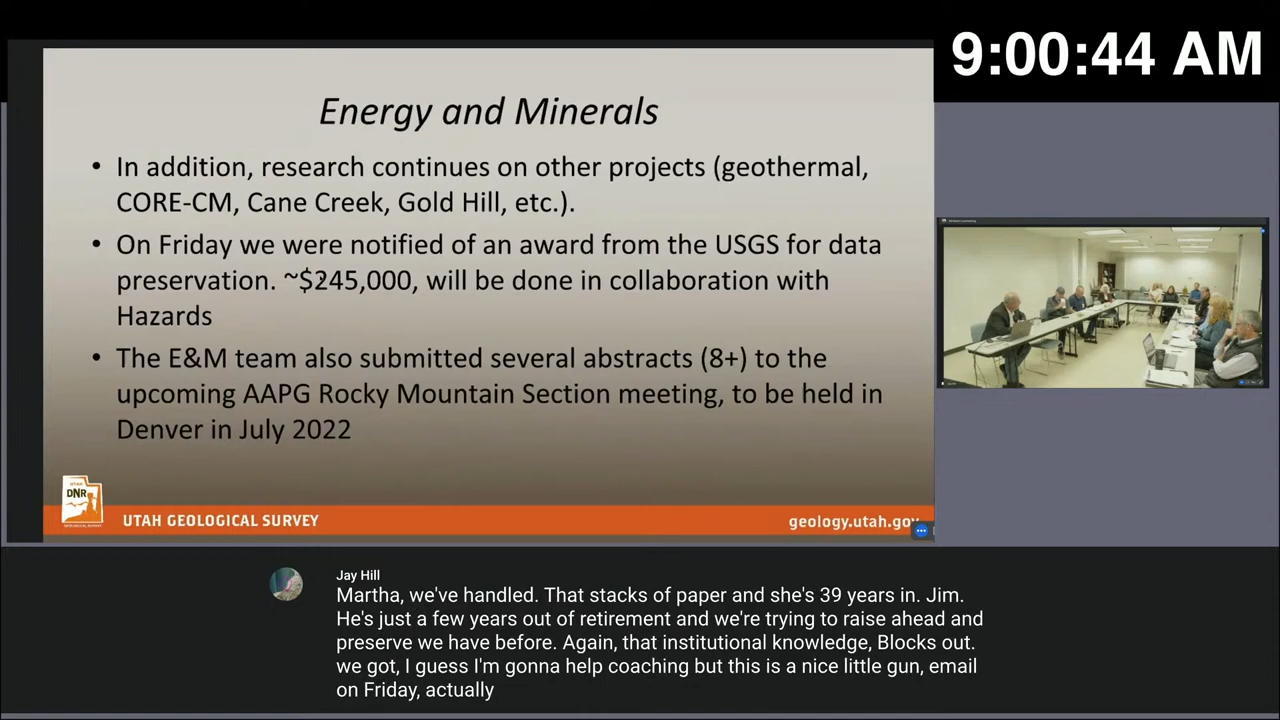 9:00:44 AM
Energy and Minerals
• In addition, research continues on other projects (geothermal,
CORE-CM, Cane Creek, Gold Hill, etc.).
• On Friday we were notified of an award from the USGS for data
preservation. ~$245,000, will be done in collaboration with
Hazards
• The E&M team also submitted several abstracts (8+) to the
upcoming AAPG Rocky Mountain Section meeting, to be held in
Denver in July 2022
UTAH
DNR
UTAH GEOLOGICAL SURVEY
geology.utah.gov
Jay Hill
Martha, we've handled. That stacks of paper and she's 39 years in. Jim.
He's just a few years out of retirement and we're trying to raise ahead and
preserve we have before. Again, that institutional knowledge, Blocks out.
we got, I guess I'm gonna help coaching but this is a nice little gun, email
on Friday, actually